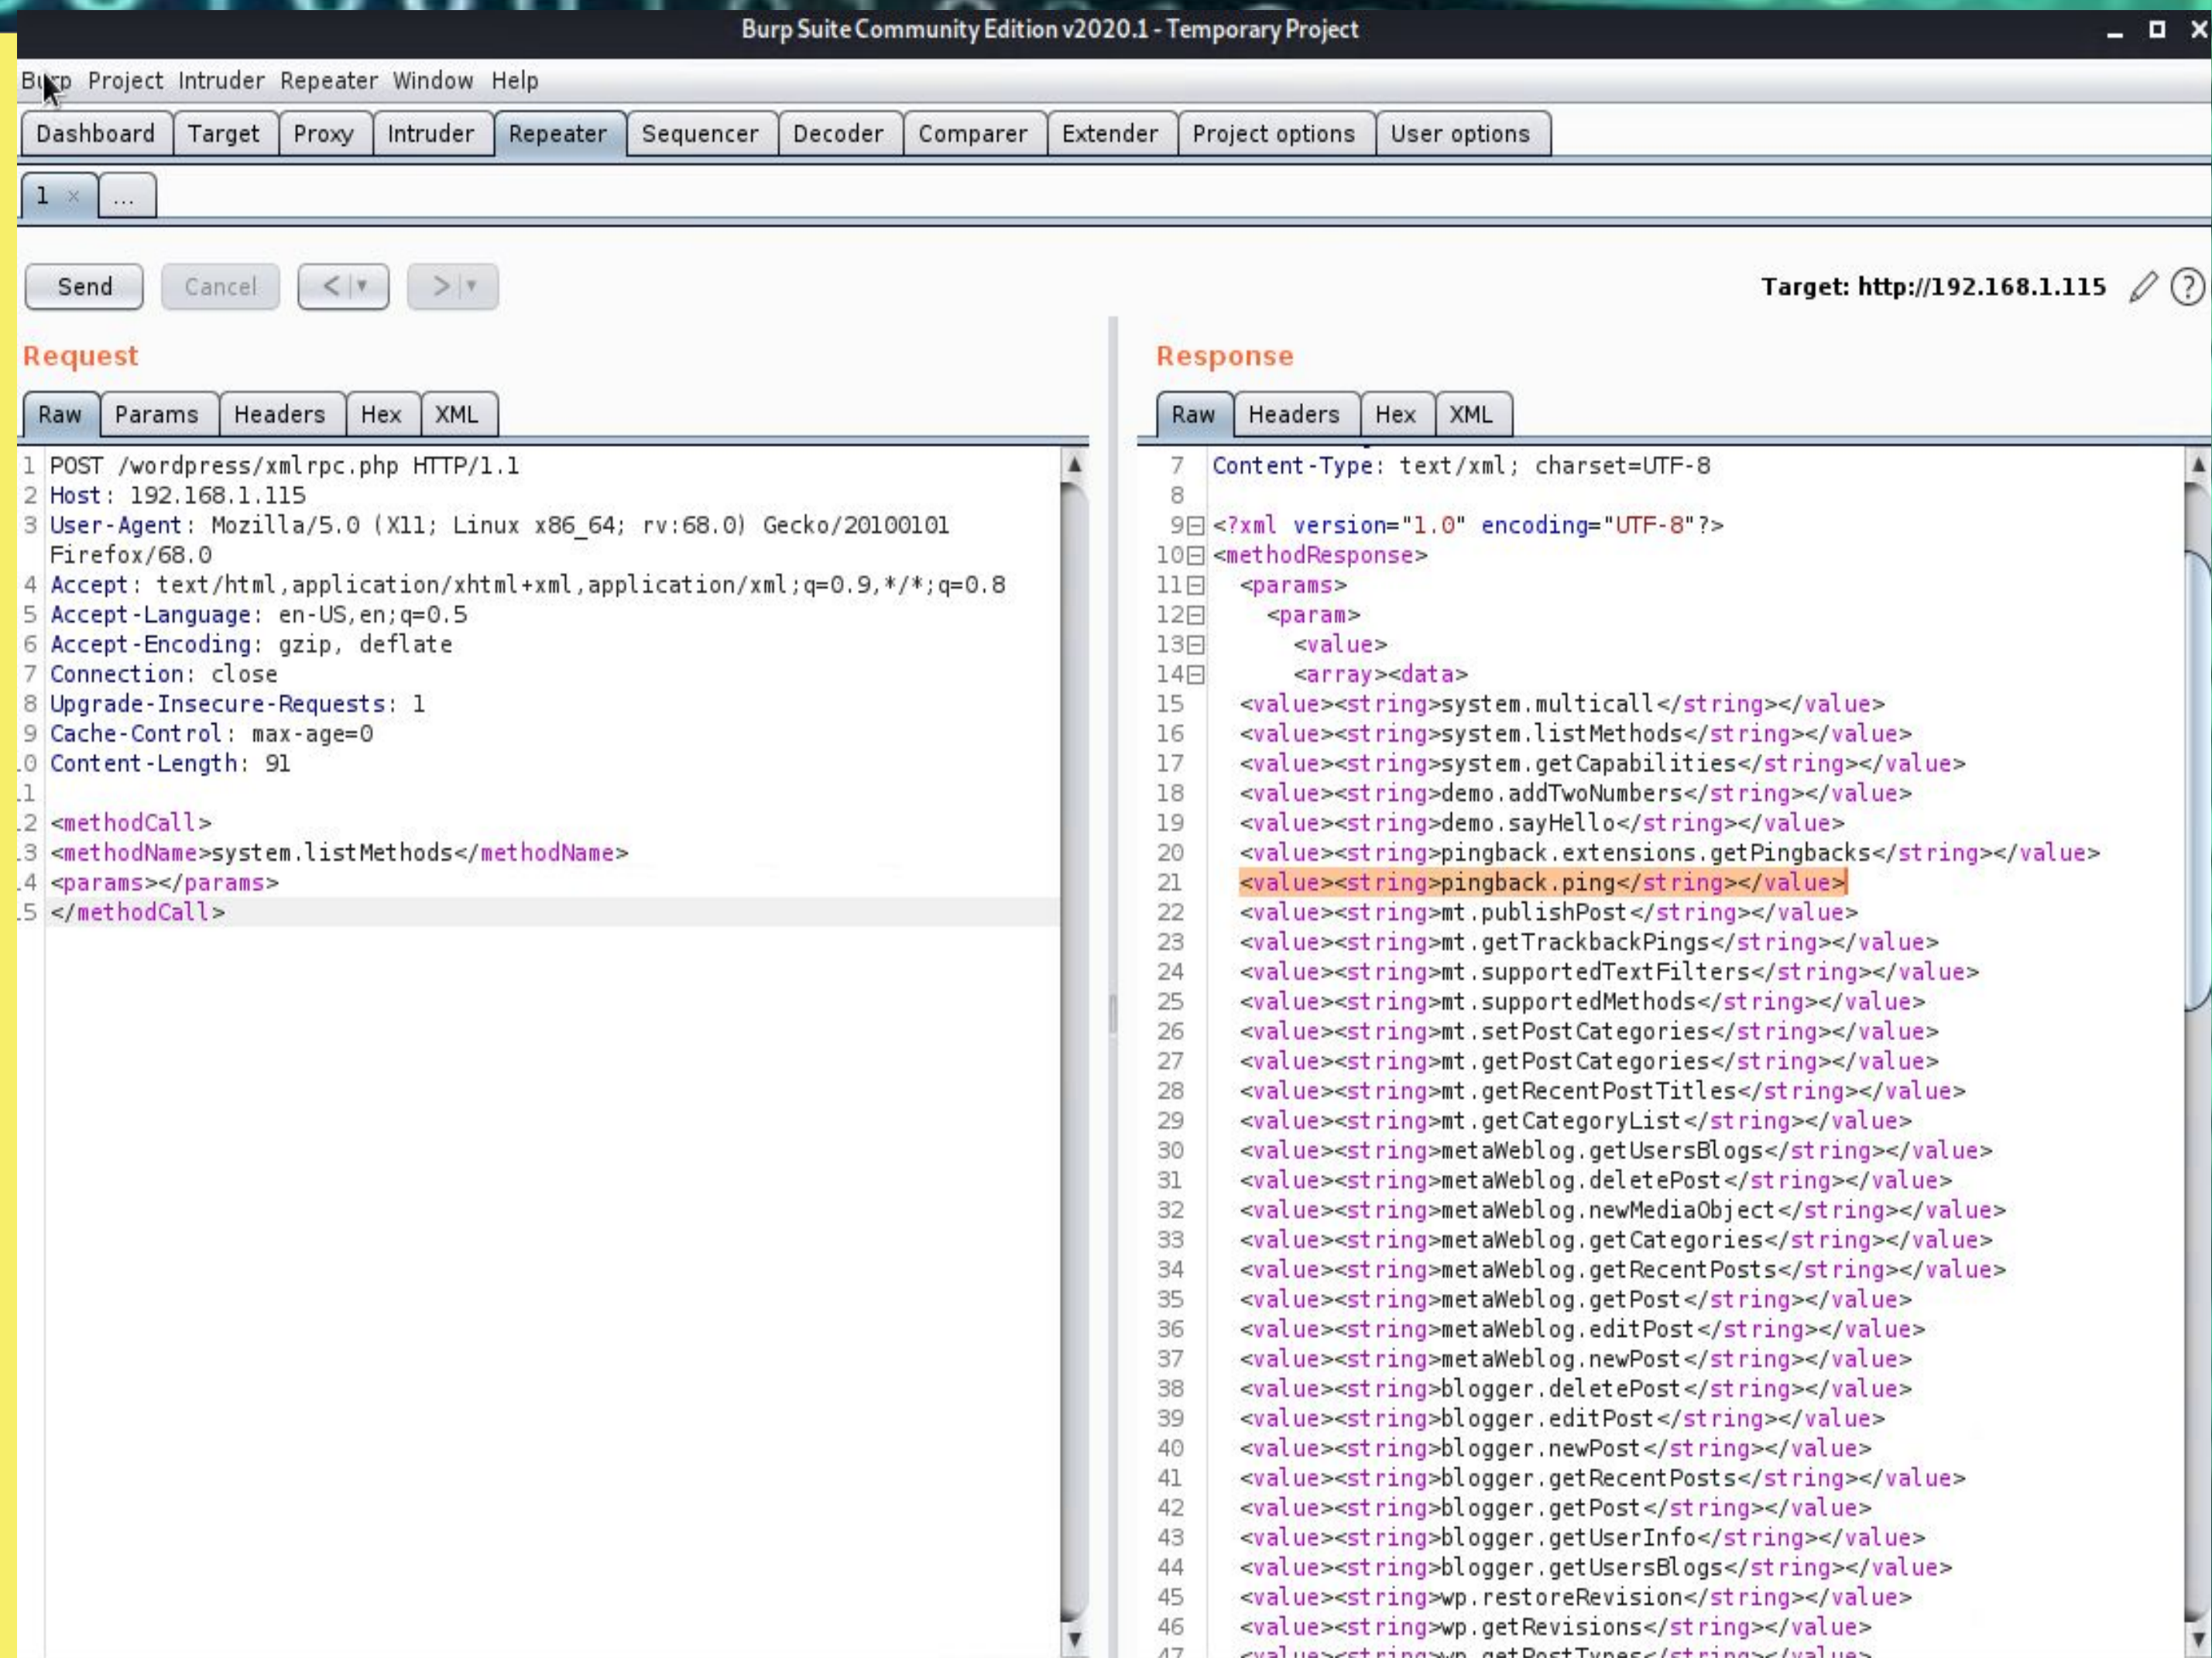 Burp Suite Community Edition v2020.1 - Temporary Project
Burp Project Intruder Repeater Window Help
Dashboard Target Proxy Intruder Repeater Sequencer Decoder Comparer Extender Project options User options
1 × ...
Send Cancel < > Target: http://192.168.1.115 ?
Request
Raw Params Headers Hex XML
1 POST /wordpress/xmlrpc.php HTTP/1.1
2 Host: 192.168.1.115
3 User-Agent: Mozilla/5.0 (X11; Linux x86_64; rv:68.0) Gecko/20100101
Firefox/68.0
4 Accept: text/html,application/xhtml+xml,application/xml;q=0.9,*/*;q=0.8
5 Accept-Language: en-US,en;q=0.5
6 Accept-Encoding: gzip, deflate
7 Connection: close
8 Upgrade-Insecure-Requests: 1
9 Cache-Control: max-age=0
.0 Content-Length: 91
.1
.2 <methodCall>
.3 <methodName>system.listMethods</methodName>
.4 <params></params>
.5 </methodCall>
Response
Raw Headers Hex XML
7 Content-Type: text/xml; charset=UTF-8
8
9 <?xml version="1.0" encoding="UTF-8"?>
10 <methodResponse>
11 <params>
12 <param>
13 <value>
14 <array><data>
15 <value><string>system.multicall</string></value>
16 <value><string>system.listMethods</string></value>
17 <value><string>system.getCapabilities</string></value>
18 <value><string>demo.addTwoNumbers</string></value>
19 <value><string>demo.sayHello</string></value>
20 <value><string>pingback.extensions.getPingbacks</string></value>
21 <value><string>pingback.ping</string></value>
22 <value><string>mt.publishPost</string></value>
23 <value><string>mt.getTrackbackPings</string></value>
24 <value><string>mt.supportedTextFilters</string></value>
25 <value><string>mt.supportedMethods</string></value>
26 <value><string>mt.setPostCategories</string></value>
27 <value><string>mt.getPostCategories</string></value>
28 <value><string>mt.getRecentPostTitles</string></value>
29 <value><string>mt.getCategoryList</string></value>
30 <value><string>metaWeblog.getUsersBlogs</string></value>
31 <value><string>metaWeblog.deletePost</string></value>
32 <value><string>metaWeblog.newMediaObject</string></value>
33 <value><string>metaWeblog.getCategories</string></value>
34 <value><string>metaWeblog.getRecentPosts</string></value>
35 <value><string>metaWeblog.getPost</string></value>
36 <value><string>metaWeblog.editPost</string></value>
37 <value><string>metaWeblog.newPost</string></value>
38 <value><string>blogger.deletePost</string></value>
39 <value><string>blogger.editPost</string></value>
40 <value><string>blogger.newPost</string></value>
41 <value><string>blogger.getRecentPosts</string></value>
42 <value><string>blogger.getPost</string></value>
43 <value><string>blogger.getUserInfo</string></value>
44 <value><string>blogger.getUsersBlogs</string></value>
45 <value><string>wp.restoreRevision</string></value>
46 <value><string>wp.getRevisions</string></value>
47 <value><string>wp.getPostTypes</string></value>